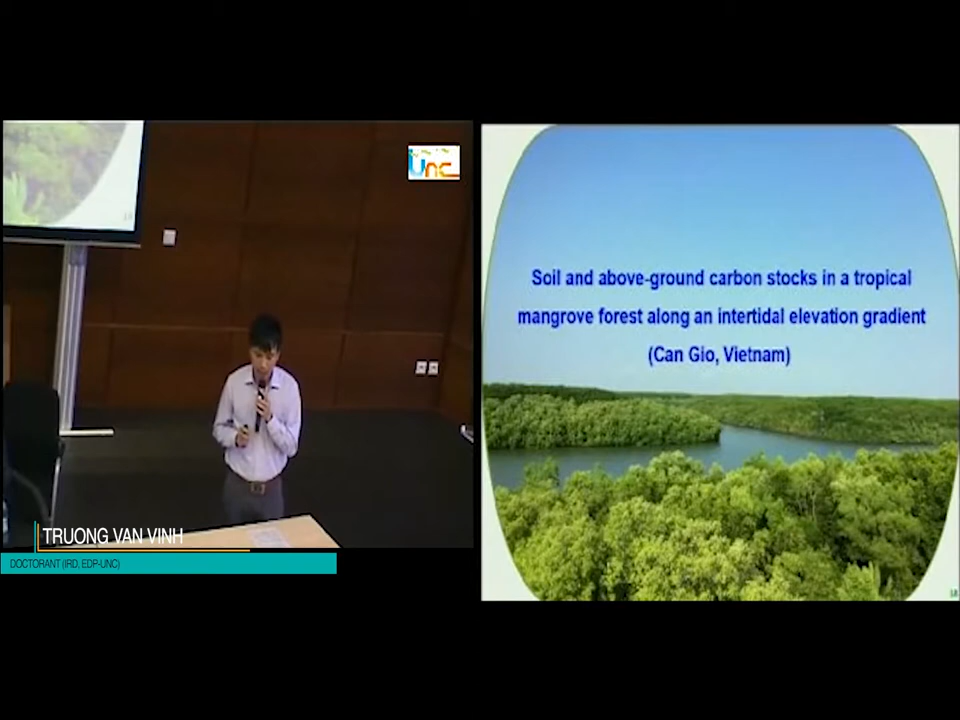 Unc
TRUONG VAN VINH
DOCTORANT (IRD, EDP-UNC)
Soil and above-ground carbon stocks in a tropical
mangrove forest along an intertidal elevation gradient
(Can Gio, Vietnam)